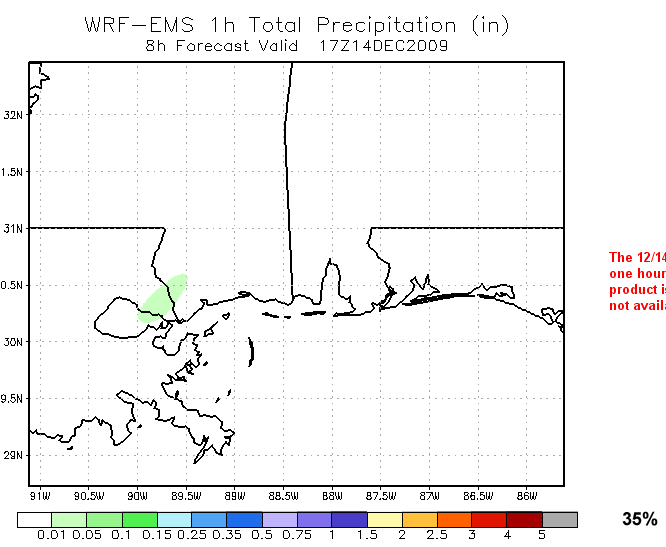 WRF-EMS 1h Total Precipitation (in)
8h Forecast Valid 17Z14DEC2009
32N
1.5N
31N
0.5N
30N
9.5N
29N
91W 90.5W 90W 89.5W 89W 88.5W 88W 87.5W 87W 86.5W 86W
The 12/14
one hour
product is
not availa
0.01 0.05 0.1 0.15 0.25 0.35 0.5 0.75 1 1.5 2 2.5 3 4 5
35%